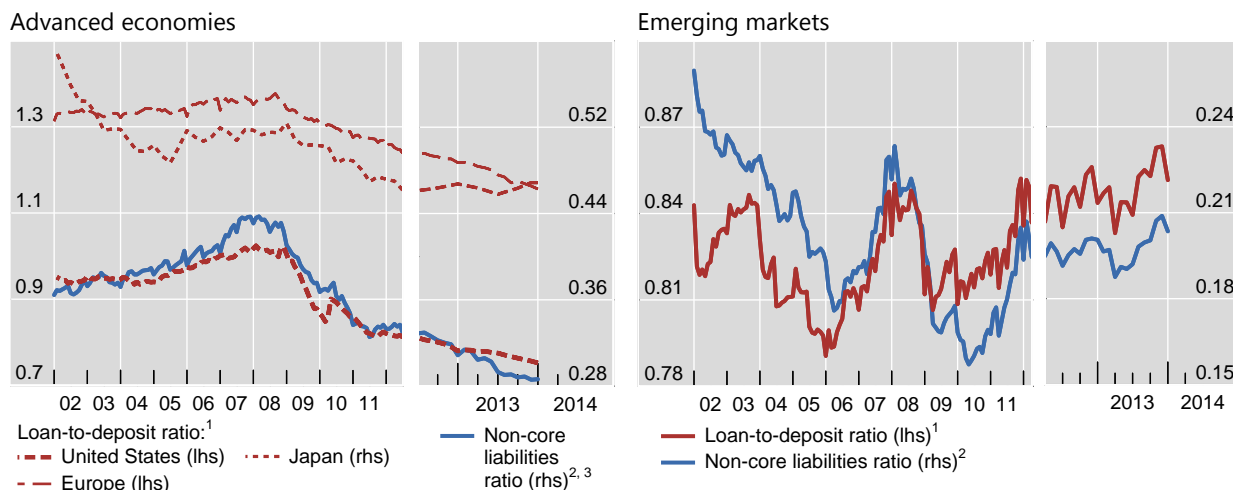 Advanced economies
Emerging markets
1.3
1.1
0.9
0.7
0.52
0.44
0.36
0.28
0.87
0.84
0.81
0.78
0.24
0.21
0.18
0.15
02 03 04 05 06 07 08 09 10 11
2013 2014
02 03 04 05 06 07 08 09 10 11
2013 2014
Loan-to-deposit ratio:1
United States (lhs)
Japan (rhs)
Europe (lhs)
Non-core
liabilities
ratio (rhs)2, 3
Loan-to-deposit ratio (lhs)1
Non-core liabilities ratio (rhs)2